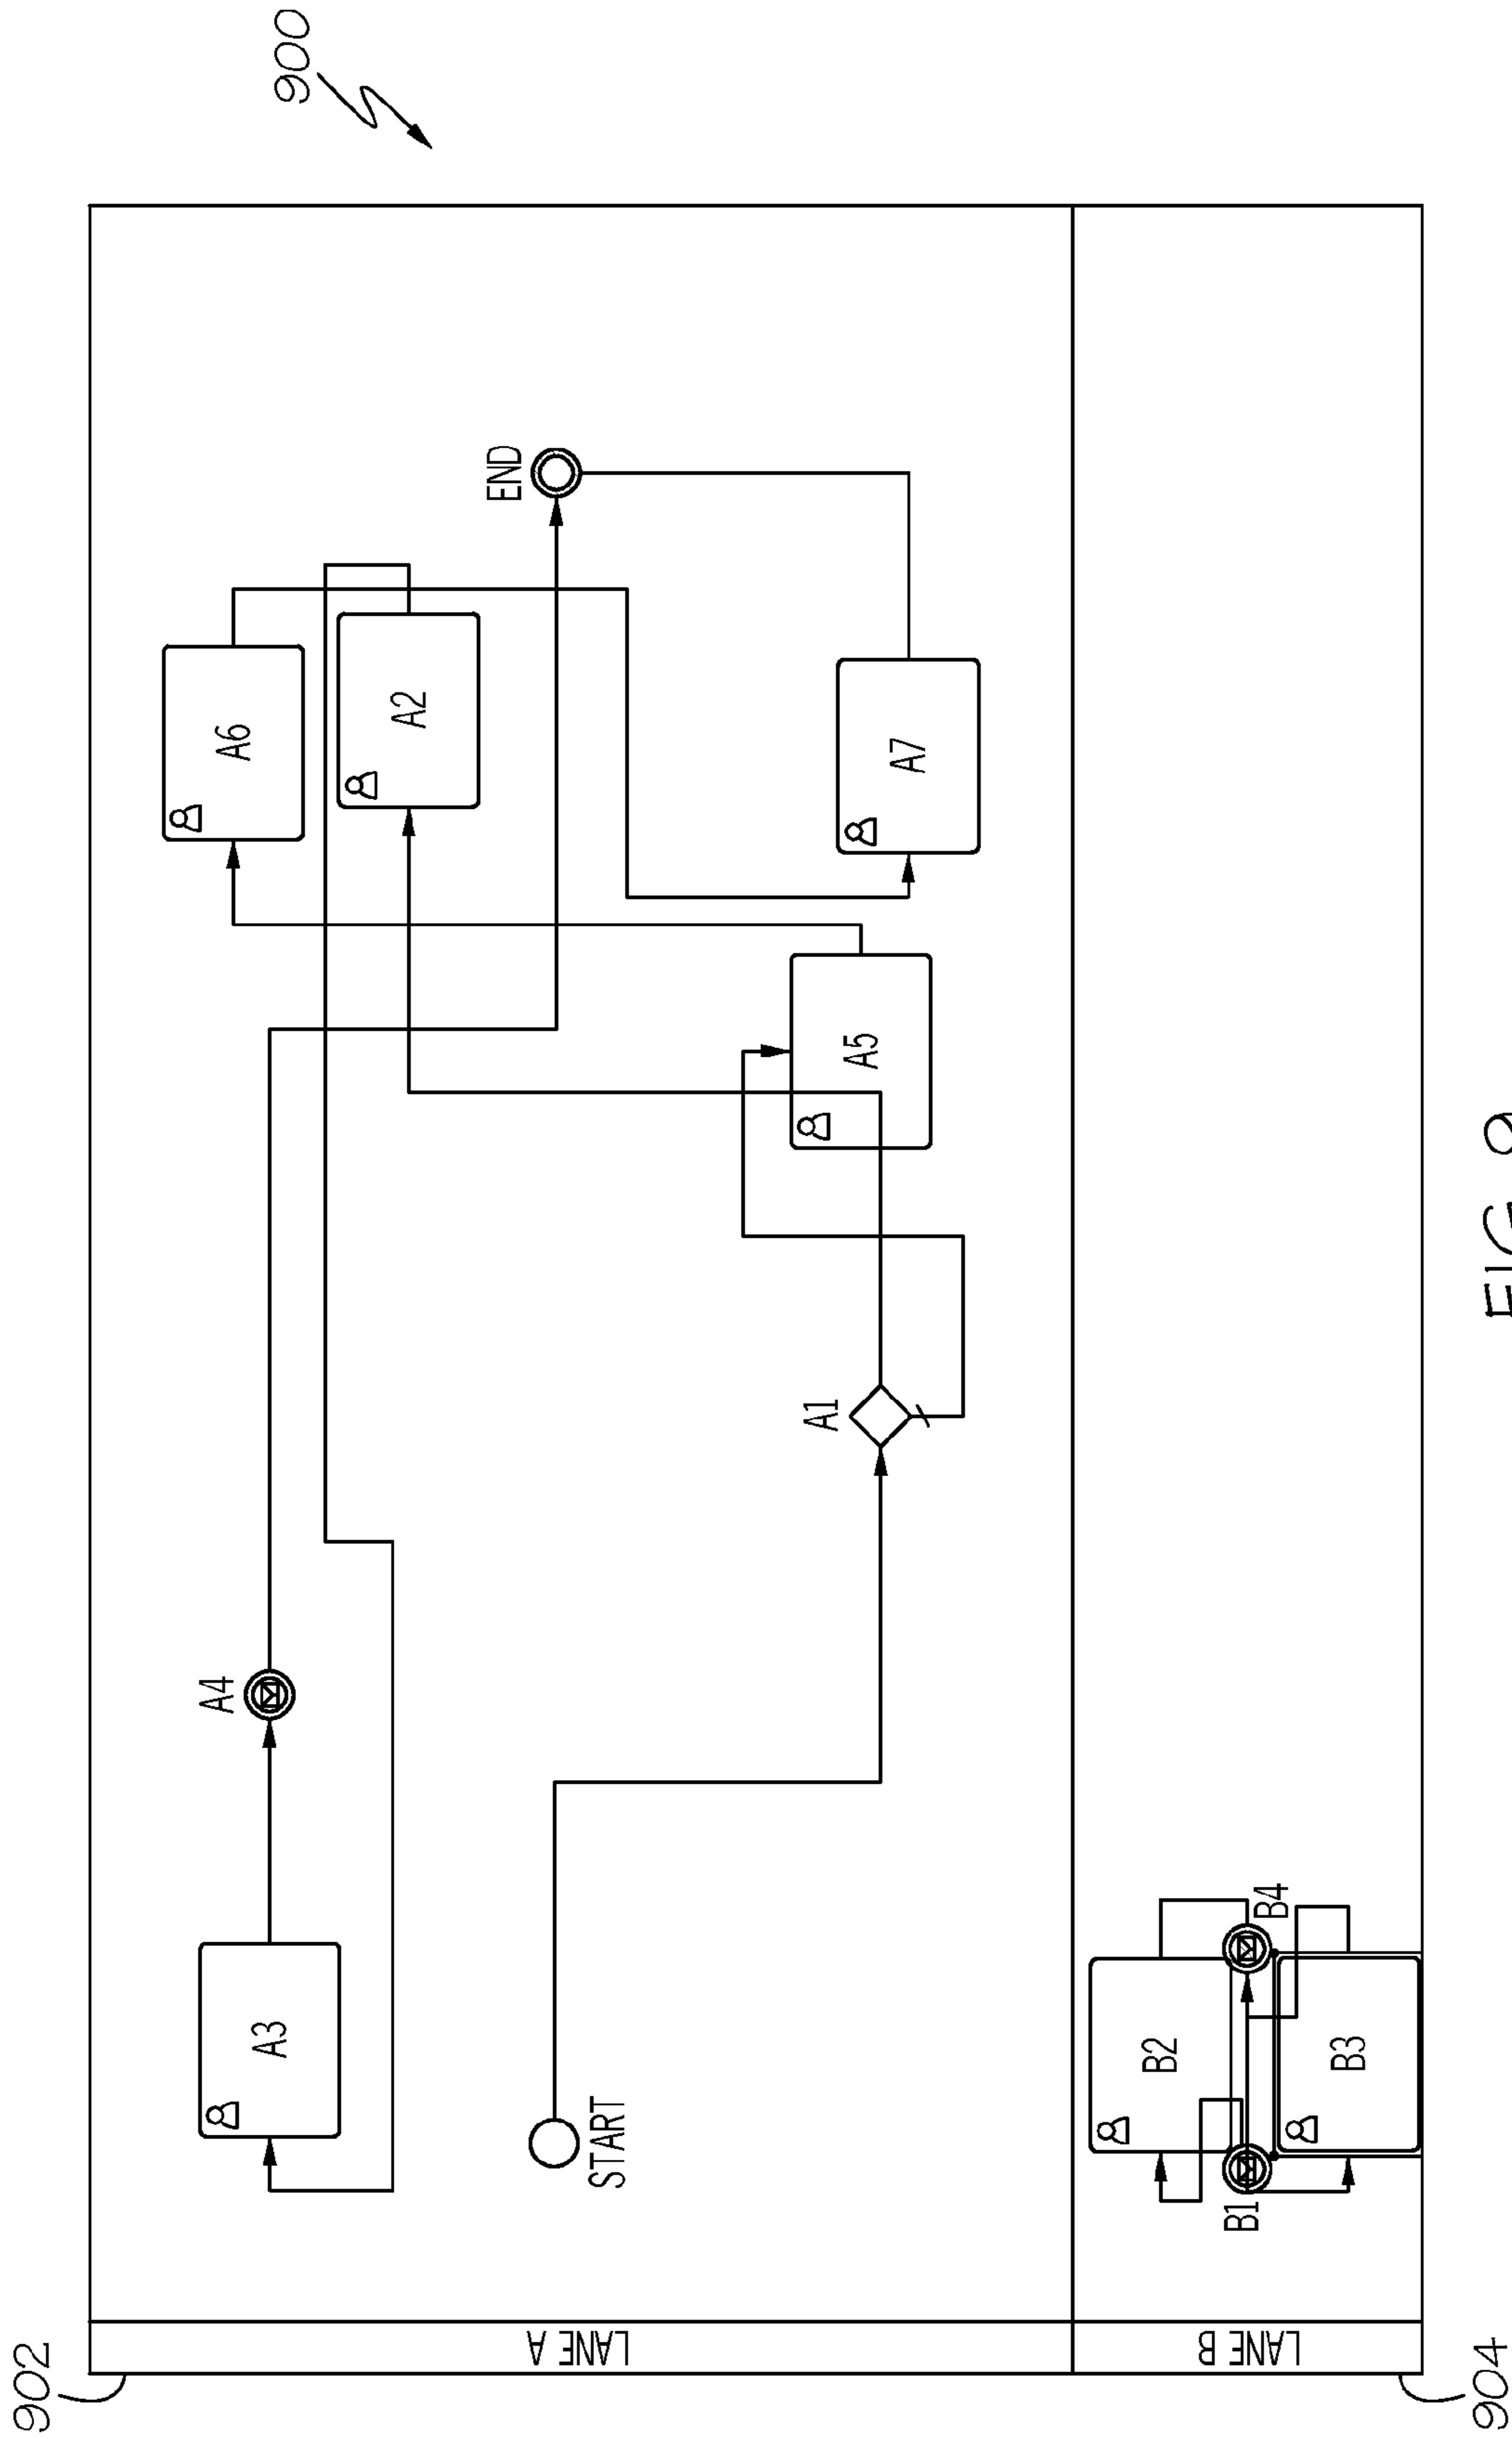 900
902
LANE A
A3
A4
A6
A2
END
START
A1
A5
A7
LANE B
B2
B1
B4
B3
904
FIG. 9